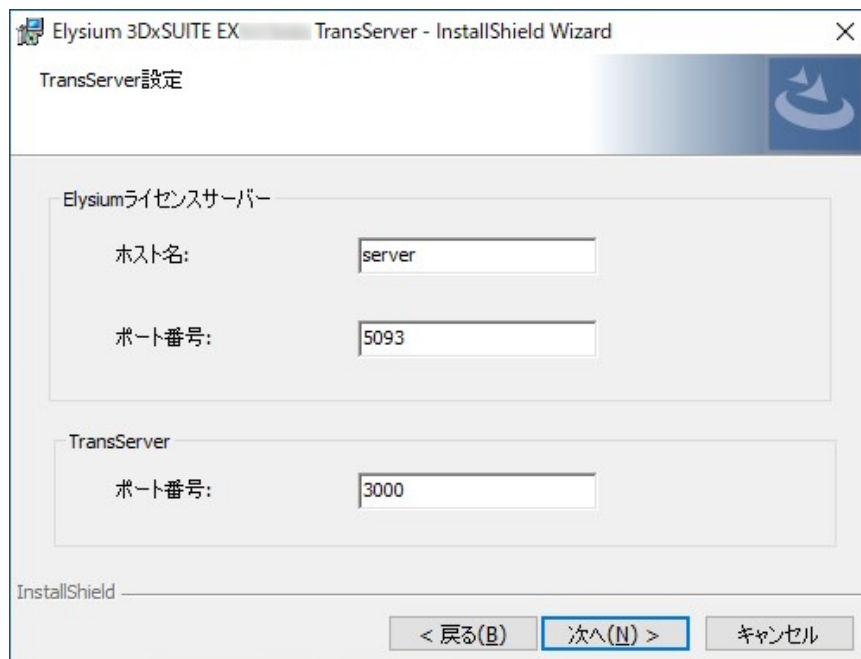 Elysium 3DxSUITE EX TransServer - InstallShield Wizard
TransServer設定
Elysiumライセンスサーバー
ホスト名: server
ポート番号: 5093
TransServer
ポート番号: 3000
InstallShield
< 戻る(B) 次へ(N) > キャンセル